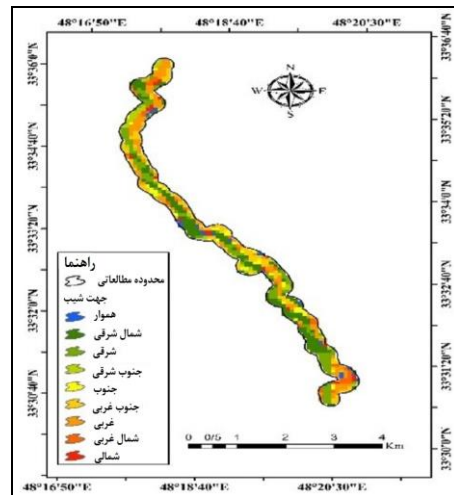 48°16'50"E 48°18'40"E 48°20'30"E
33°36'0"N
33°34'40"N
33°33'20"N
33°32'0"N
33°30'40"N
33°36'40"N
33°35'20"N
33°34'0"N
33°32'40"N
33°31'20"N
33°30'0"N
N
W E
S
راهنما
محدوده مطالعاتی
جهت شیب
هموار
شمال شرقی
شرقی
جنوب شرقی
جنوب
جنوب غربی
غربی
شمال غربی
شمالی
0 0/5 1 2 3 4
Km
48°16'50"E 48°18'40"E 48°20'30"E